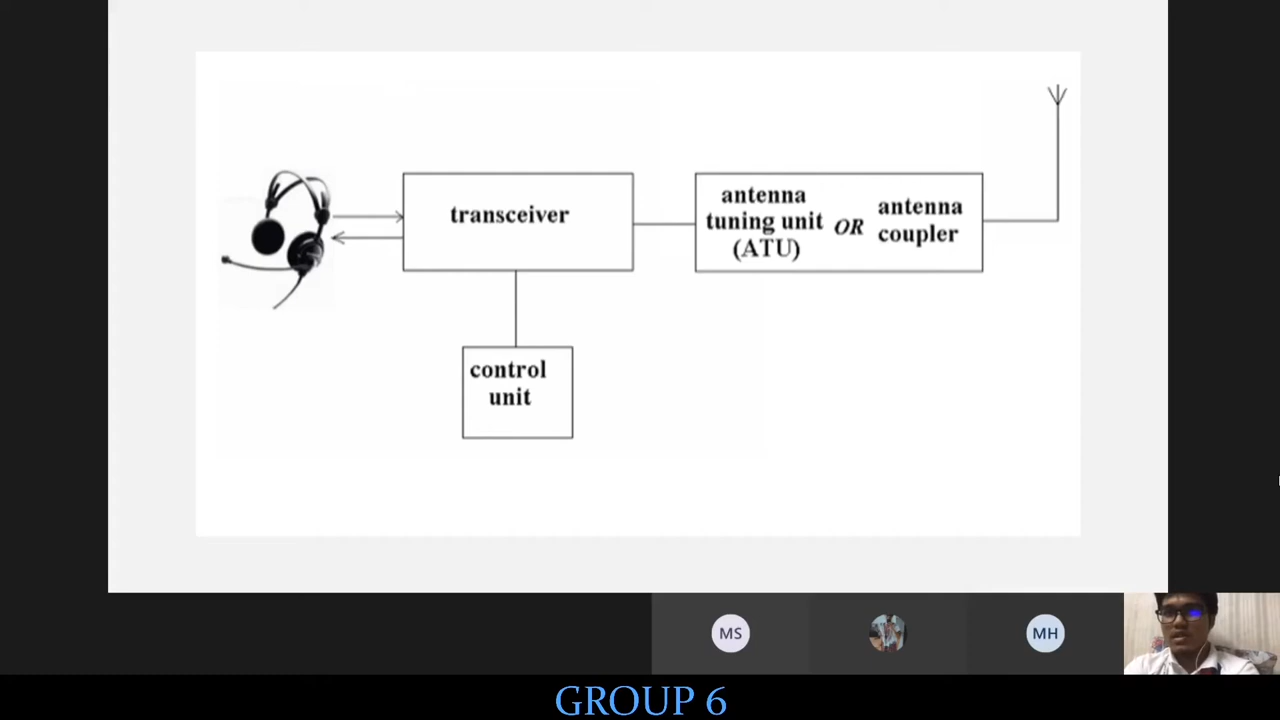 transceiver
antenna
tuning unit
(ATU)
OR
antenna
coupler
control
unit
MS
MH
GROUP 6